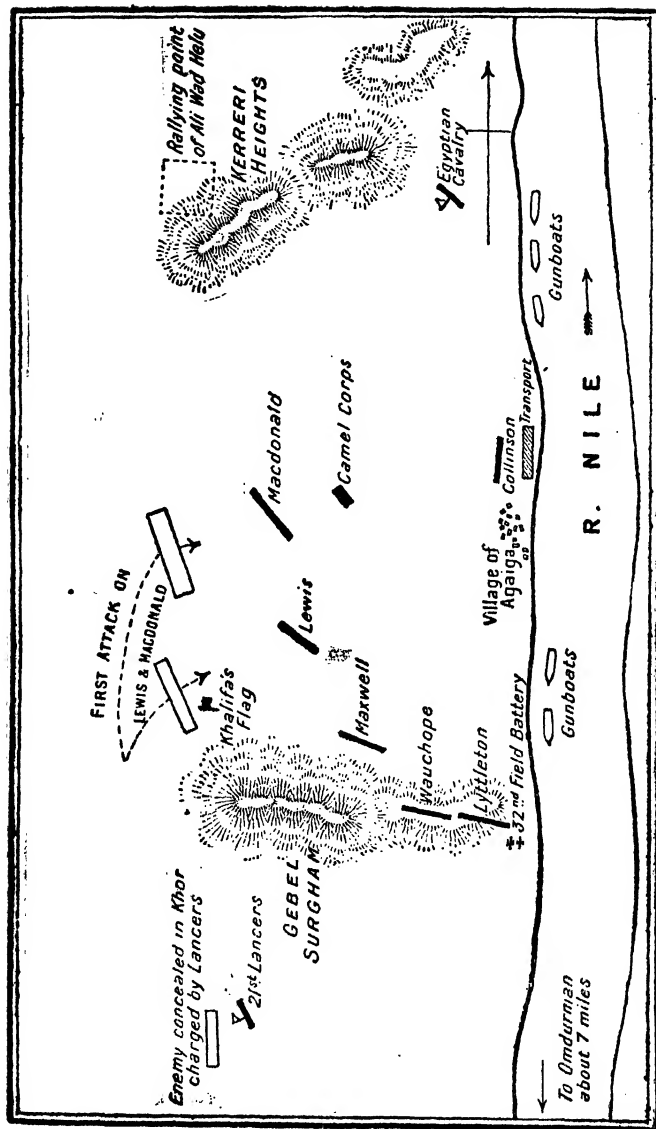 Enemy concealed in Khor
charged by Lancers
21st Lancers
GEBEL
SURGHAM
FIRST ATTACK ON
LEWIS & MACDONALD
Khalifa's
Flag
Lewis
Macdonald
Camel Corps
Maxwell
Wauchope
Lyttleton
32nd Field Battery
Rallying point
of Ali Wad Helu
KERRERI
HEIGHTS
Egyptian
Cavalry
Village of
Agaiga
Collinson
Transport
Gunboats
Gunboats
R. NILE
To Omdurman
about 7 miles